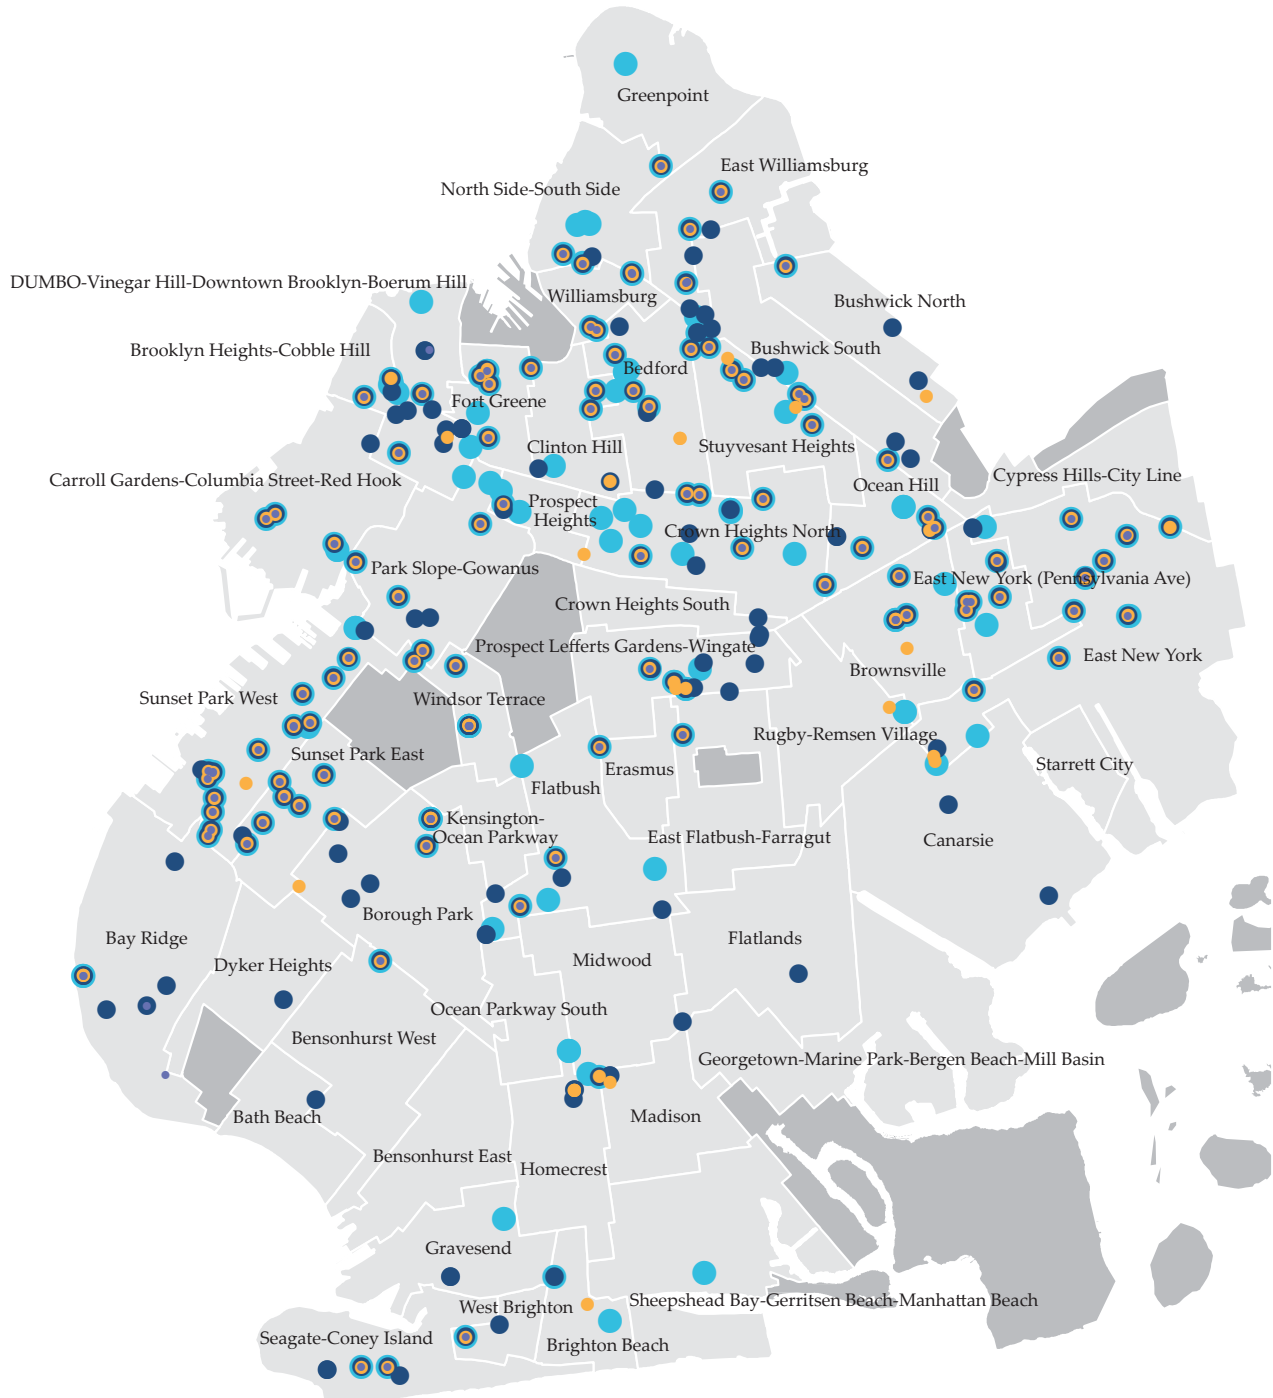 Greenpoint
East Williamsburg
North Side-South Side
DUMBO-Vinegar Hill-Downtown Brooklyn-Boerum Hill
Williamsburg
Bushwick North
Brooklyn Heights-Cobble Hill
Bushwick South
Bedford
Fort Greene
Clinton Hill
Stuyvesant Heights
Carroll Gardens-Columbia Street-Red Hook
Ocean Hill
Cypress Hills-City Line
Prospect
Heights
Crown Heights North
Park Slope-Gowanus
East New York (Pennsylvania Ave)
Crown Heights South
Prospect Lefferts Gardens-Wingate
Brownsville
East New York
Sunset Park West
Windsor Terrace
Rugby-Remsen Village
Sunset Park East
Erasmus
Starrett City
Flatbush
Kensington-
Ocean Parkway
East Flatbush-Farragut
Canarsie
Borough Park
Bay Ridge
Flatlands
Dyker Heights
Midwood
Ocean Parkway South
Bensonhurst West
Georgetown-Marine Park-Bergen Beach-Mill Basin
Bath Beach
Madison
Bensonhurst East
Homecrest
Gravesend
West Brighton
Sheepshead Bay-Gerritsen Beach-Manhattan Beach
Seagate-Coney Island
Brighton Beach